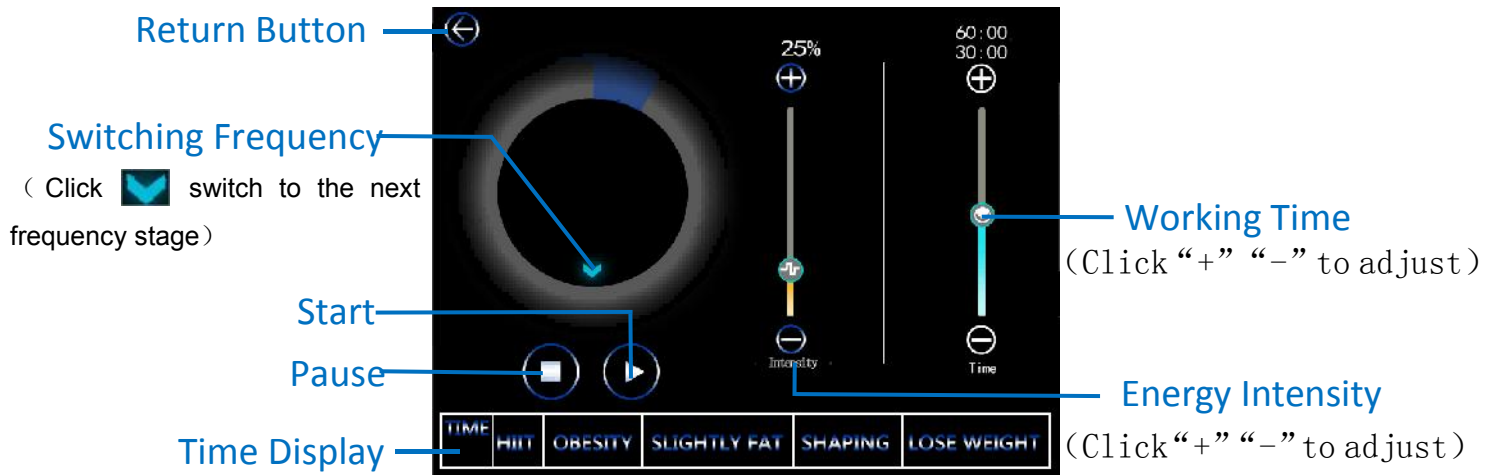 Return Button
Switching Frequency
（ Click switch to the next
frequency stage）
Start
Pause
Time Display
25%
60:00
30:00
Intensity
Time
TIME
HIIT
OBESITY
SLIGHTLY FAT
SHAPING
LOSE WEIGHT
Working Time
(Click“+”“−”to adjust)
Energy Intensity
(Click“+”“−”to adjust)